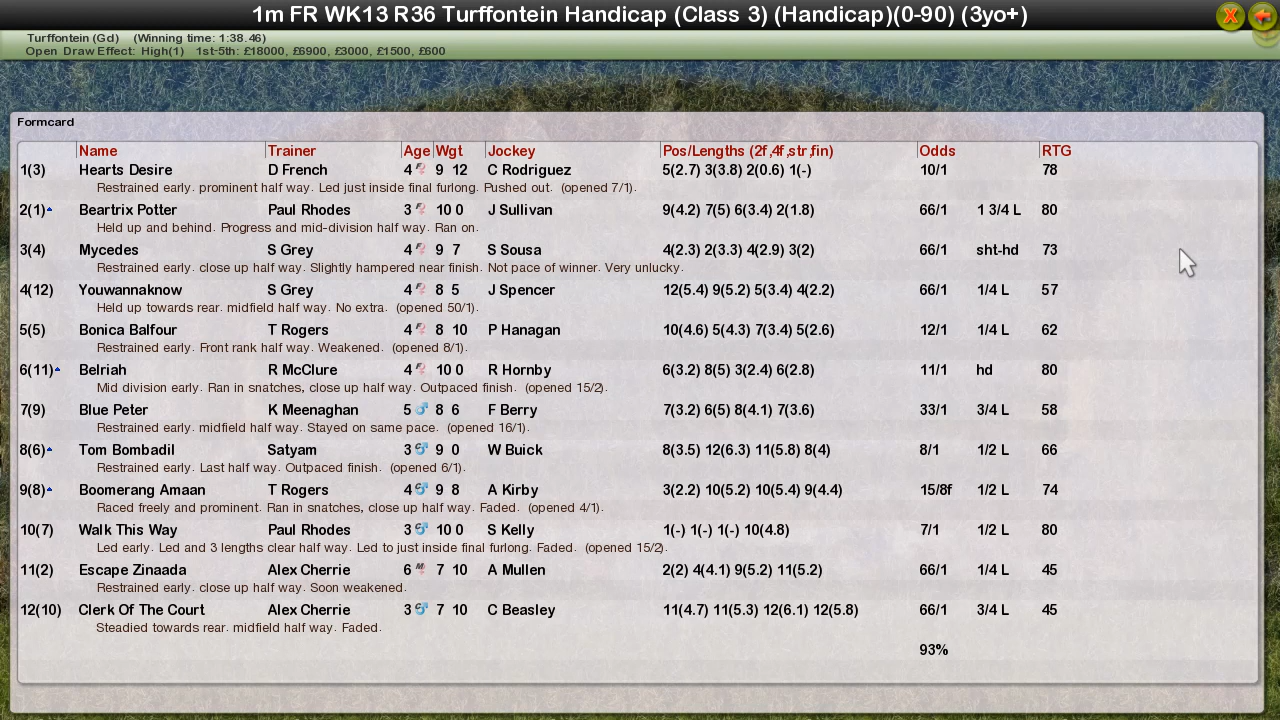 1m FR WK13 R36 Turffontein Handicap (Class 3) (Handicap)(0-90) (3yo+)
Turffontein (Gd) (Winning time: 1:38.46)
Open Draw Effect: High(1) 1st-5th: £18000, £6900, £3000, £1500, £600
Formcard
Name Trainer Age Wgt Jockey Pos/Lengths (2f,4f,str,fin) Odds RTG
1(3) Hearts Desire D French 4 9 12 C Rodriguez 5(2.7) 3(3.8) 2(0.6) 1(-) 10/1 78
Restrained early. prominent half way. Led just inside final furlong. Pushed out. (opened 7/1).
2(1) Beartrix Potter Paul Rhodes 3 10 0 J Sullivan 9(4.2) 7(5) 6(3.4) 2(1.8) 66/1 1 3/4 L 80
Held up and behind. Progress and mid-division half way. Ran on.
3(4) Mycedes S Grey 4 9 7 S Sousa 4(2.3) 2(3.3) 4(2.9) 3(2) 66/1 sht-hd 73
Restrained early. close up half way. Slightly hampered near finish. Not pace of winner. Very unlucky.
4(12) Youwannaknow S Grey 4 8 5 J Spencer 12(5.4) 9(5.2) 5(3.4) 4(2.2) 66/1 1/4 L 57
Held up towards rear. midfield half way. No extra. (opened 50/1).
5(5) Bonica Balfour T Rogers 4 8 10 P Hanagan 10(4.6) 5(4.3) 7(3.4) 5(2.6) 12/1 1/4 L 62
Restrained early. Front rank half way. Weakened. (opened 8/1).
6(11) Belriah R McClure 4 10 0 R Hornby 6(3.2) 8(5) 3(2.4) 6(2.8) 11/1 hd 80
Mid division early. Ran in snatches, close up half way. Outpaced finish. (opened 15/2).
7(9) Blue Peter K Meenaghan 5 8 6 F Berry 7(3.2) 6(5) 8(4.1) 7(3.6) 33/1 3/4 L 58
Restrained early. midfield half way. Stayed on same pace. (opened 16/1).
8(6) Tom Bombadil Satyam 3 9 0 W Buick 8(3.5) 12(6.3) 11(5.8) 8(4) 8/1 1/4 L 66
Restrained early. Last half way. Outpaced finish. (opened 6/1).
9(8) Boomerang Amaan T Rogers 4 9 8 A Kirby 3(2.2) 10(5.2) 10(5.4) 9(4.4) 15/8f 1/2 L 74
Raced freely and prominent. Ran in snatches, close up half way. Faded. (opened 4/1).
10(7) Walk This Way Paul Rhodes 3 10 0 S Kelly 1(-) 1(-) 1(-) 10(4.8) 7/1 1/2 L 80
Led early. Led and 3 lengths clear half way. Led to just inside final furlong. Faded. (opened 15/2).
11(2) Escape Zinaada Alex Cherrie 6 7 10 A Mullen 2(2) 4(4.1) 9(5.2) 11(5.2) 66/1 1/4 L 45
Restrained early. close up half way. Soon weakened.
12(10) Clerk Of The Court Alex Cherrie 3 7 10 C Beasley 11(4.7) 11(5.3) 12(6.1) 12(5.8) 66/1 3/4 L 45
Steadied towards rear. midfield half way. Faded.
93%